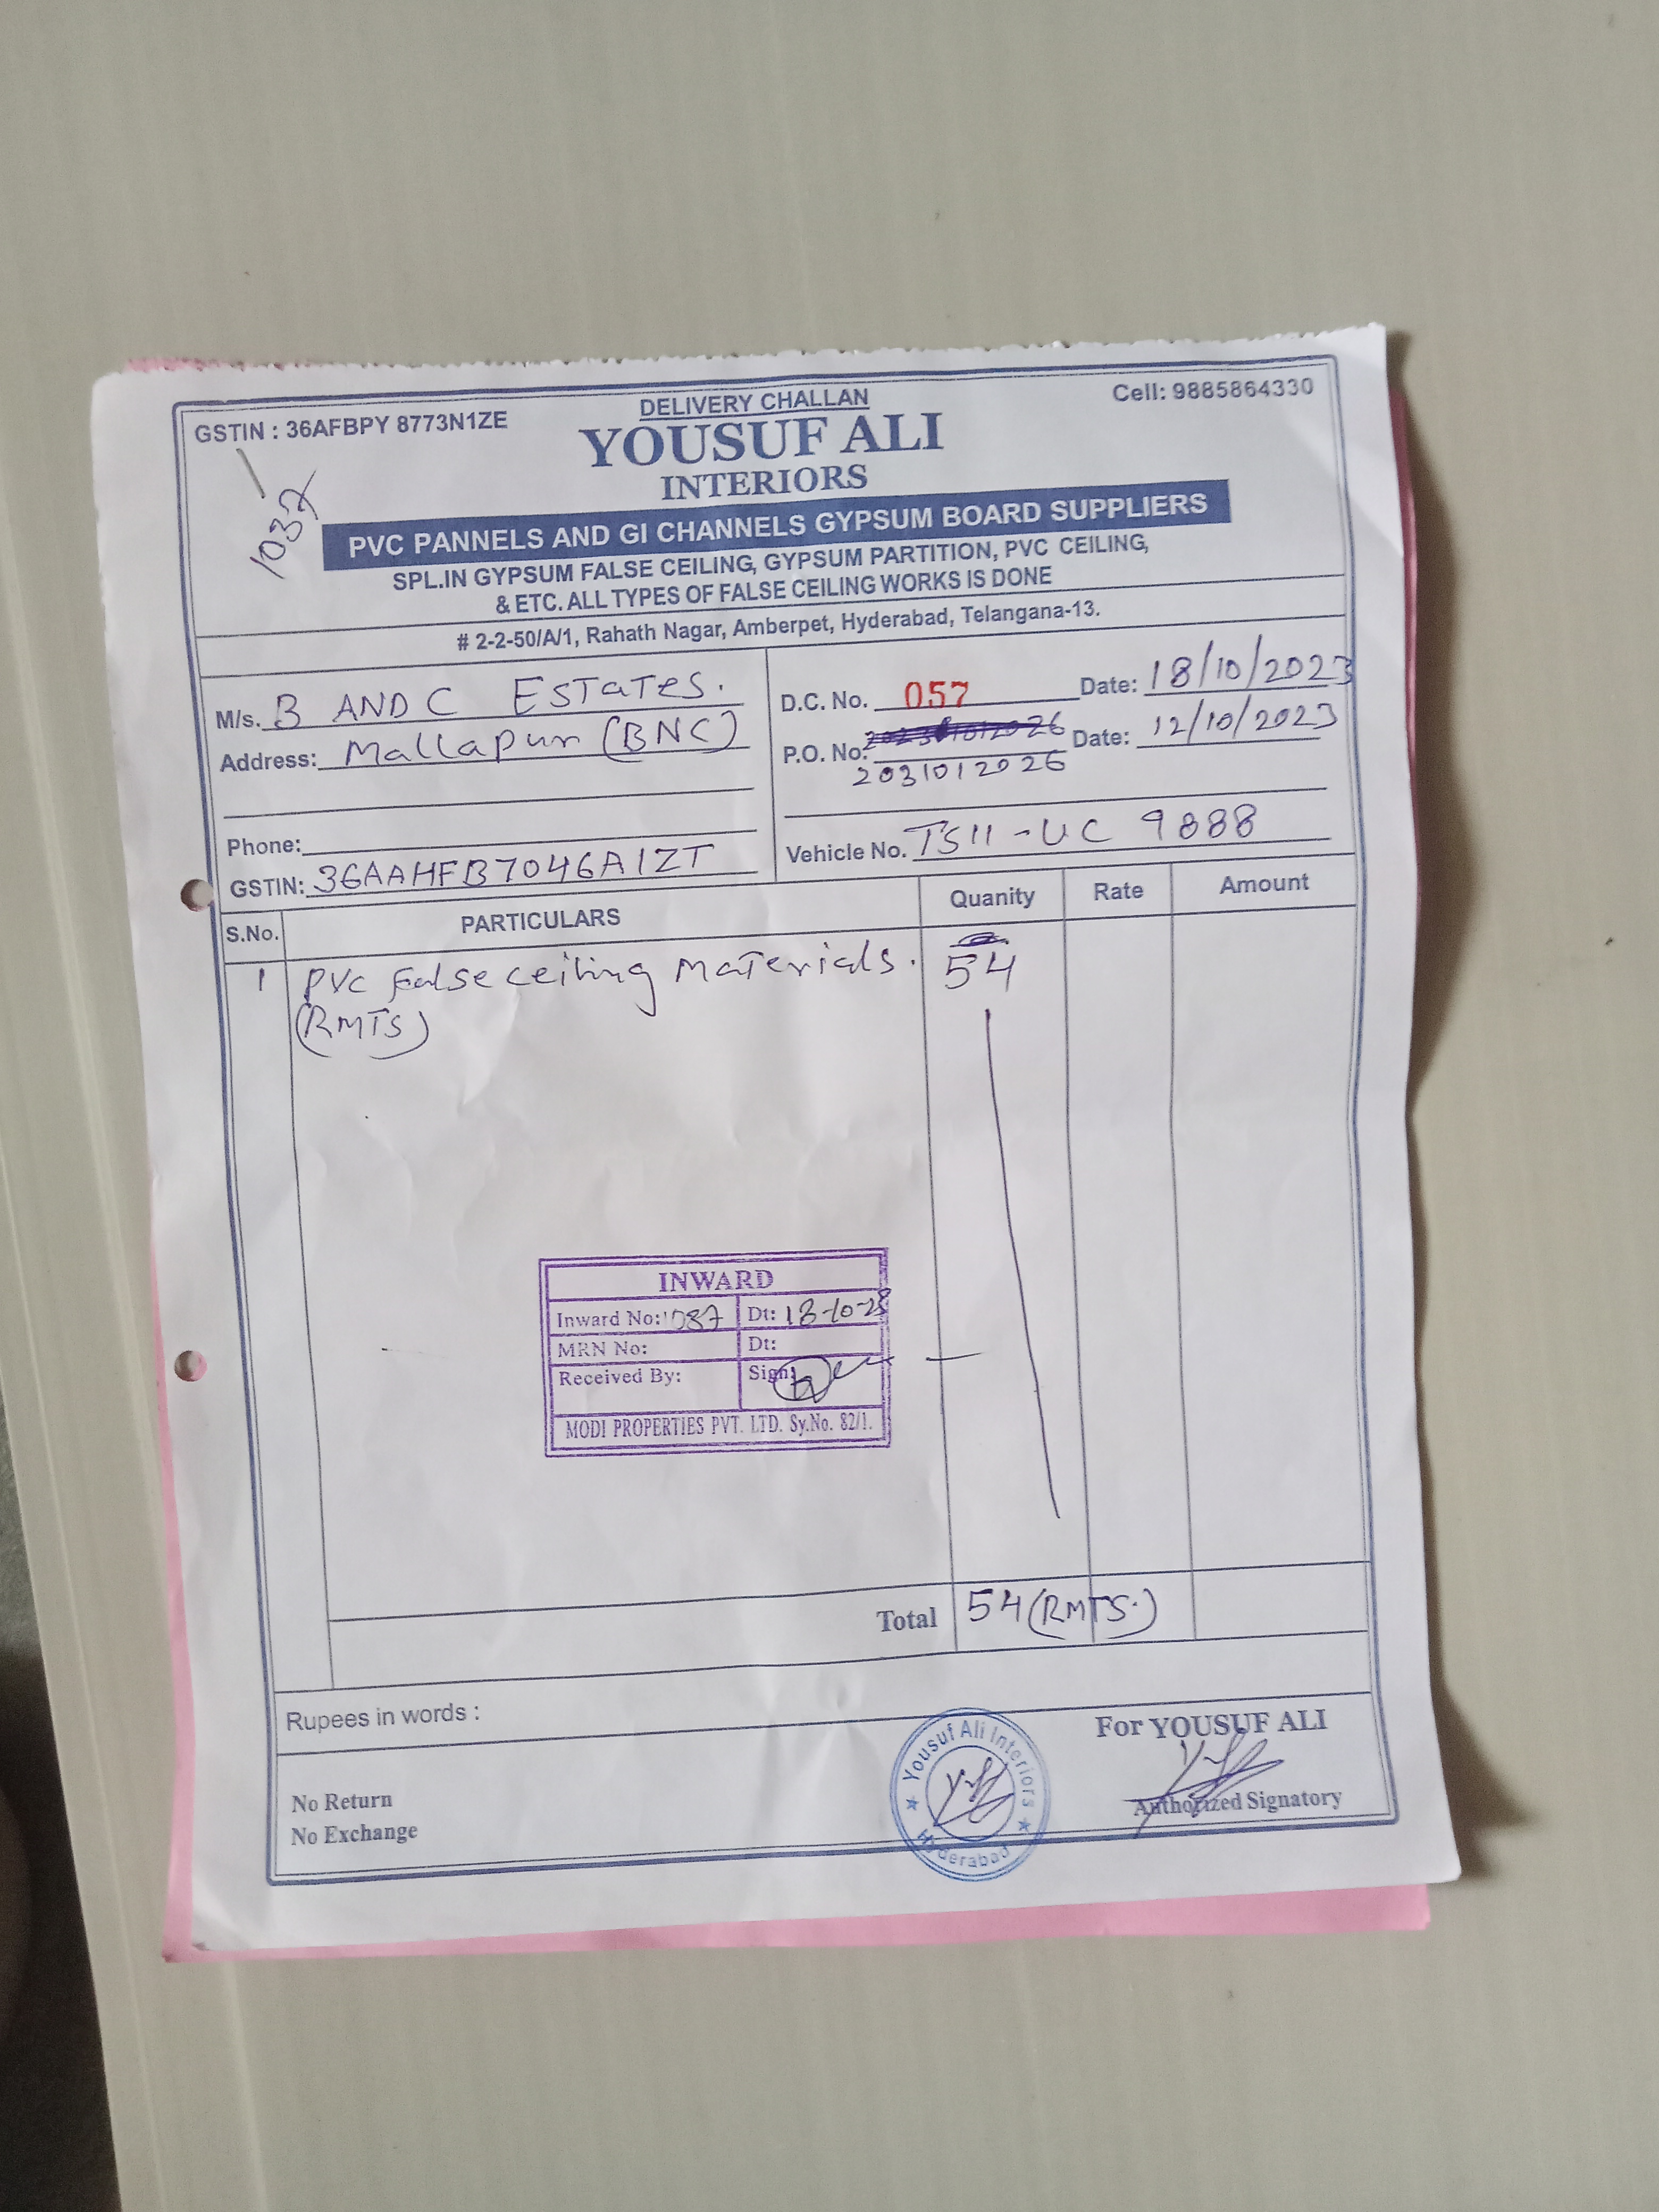 DELIVERY CHALLAN
Cell: 9885864330
GSTIN : 36AFBPY 8773N1ZE
YOUSUF ALI
INTERIORS
1037
PVC PANNELS AND GI CHANNELS GYPSUM BOARD SUPPLIERS
SPL.IN GYPSUM FALSE CEILING, GYPSUM PARTITION, PVC CEILING,
& ETC. ALL TYPES OF FALSE CEILING WORKS IS DONE
# 2-2-50/A/1, Rahath Nagar, Amberpet, Hyderabad, Telangana-13.
M/s. B AND C Estates.
Address: Mallapur (BNC)
Phone:
GSTIN: 36AAHFB7046A1ZT
D.C. No. 057 Date: 18/10/2023
P.O. No: Date: 12/10/2023
2031012026
Vehicle No. TS11-UC 9888
S.No. PARTICULARS Quanity Rate Amount
1 PVC False ceiling Materials. 54
(RMTS)
INWARD
Inward No: Dt: 18-10-23
MRN No: Dt:
Received By: Sign:
MODI PROPERTIES PVT. LTD. Sy.No. 82/1.
Total 54 (RMTS.)
Rupees in words :
For YOUSUF ALI
Authorized Signatory
No Return
No Exchange
Yousuf Ali Interiors
Hyderabad